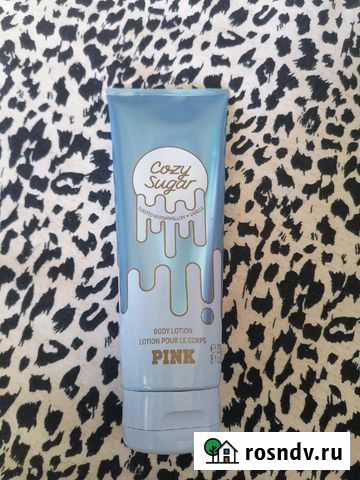 Cozy
Sugar
BODY LOTION
LOTION POUR LE CORPS
PINK
rosndv.ru